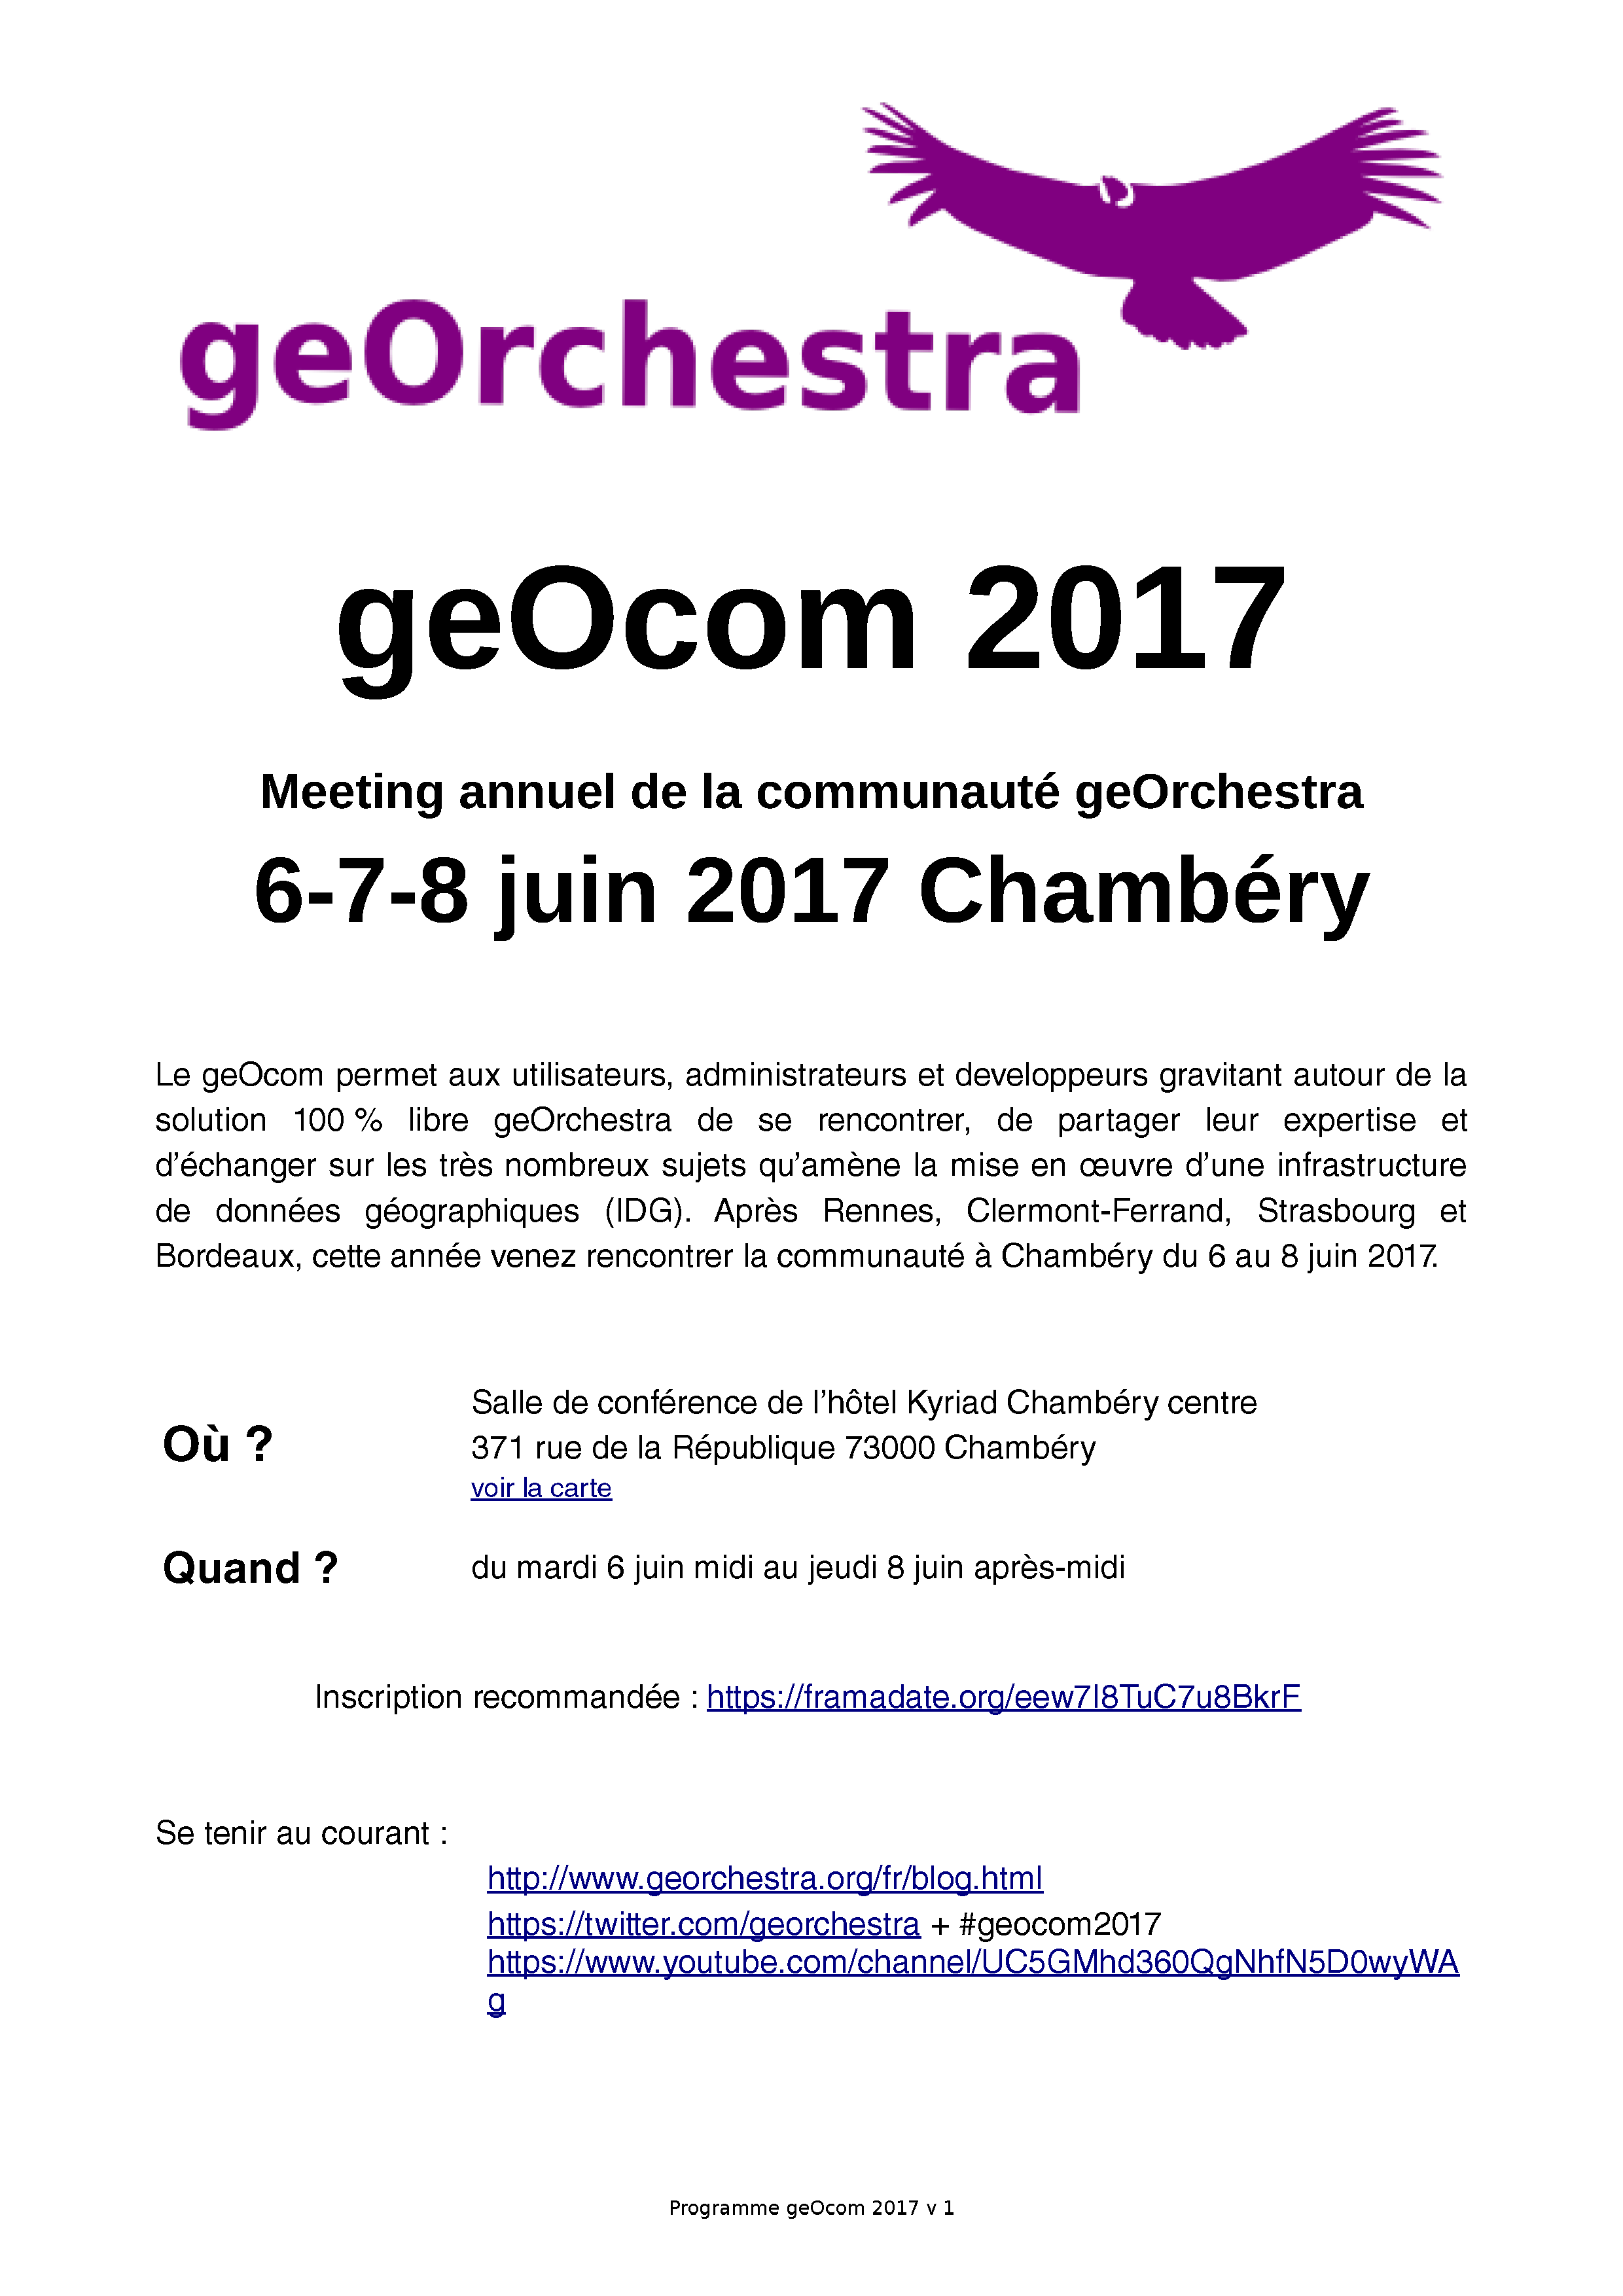 geOrchestra
geOcom 2017
Meeting annuel de la communauté geOrchestra
6-7-8 juin 2017 Chambéry
Le geOcom permet aux utilisateurs, administrateurs et developpeurs gravitant autour de la
solution 100 % libre geOrchestra de se rencontrer, de partager leur expertise et
d'échanger sur les très nombreux sujets qu'amène la mise en œuvre d'une infrastructure
de données géographiques (IDG). Après Rennes, Clermont-Ferrand, Strasbourg et
Bordeaux, cette année venez rencontrer la communauté à Chambéry du 6 au 8 juin 2017.
Où ?
Salle de conférence de l'hôtel Kyriad Chambéry centre
371 rue de la République 73000 Chambéry
voir la carte
Quand ?
du mardi 6 juin midi au jeudi 8 juin après-midi
Inscription recommandée : https://framadate.org/eew7I8TuC7u8BkrF
Se tenir au courant :
http://www.georchestra.org/fr/blog.html
https://twitter.com/georchestra + #geocom2017
https://www.youtube.com/channel/UC5GMhd360QgNhfN5D0wyWA
g
Programme geOcom 2017 v 1